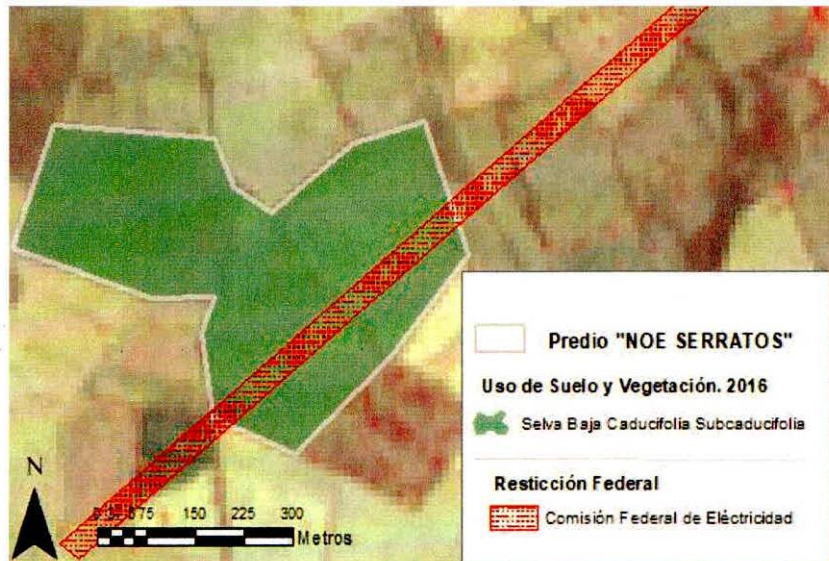 Predio "NOE SERRATOS"
Uso de Suelo y Vegetación. 2016
Selva Baja Caducifolia Subcaducifolia
Resticción Federal
Comisión Federal de Eléctricidad
N
75 150 225 300
Metros